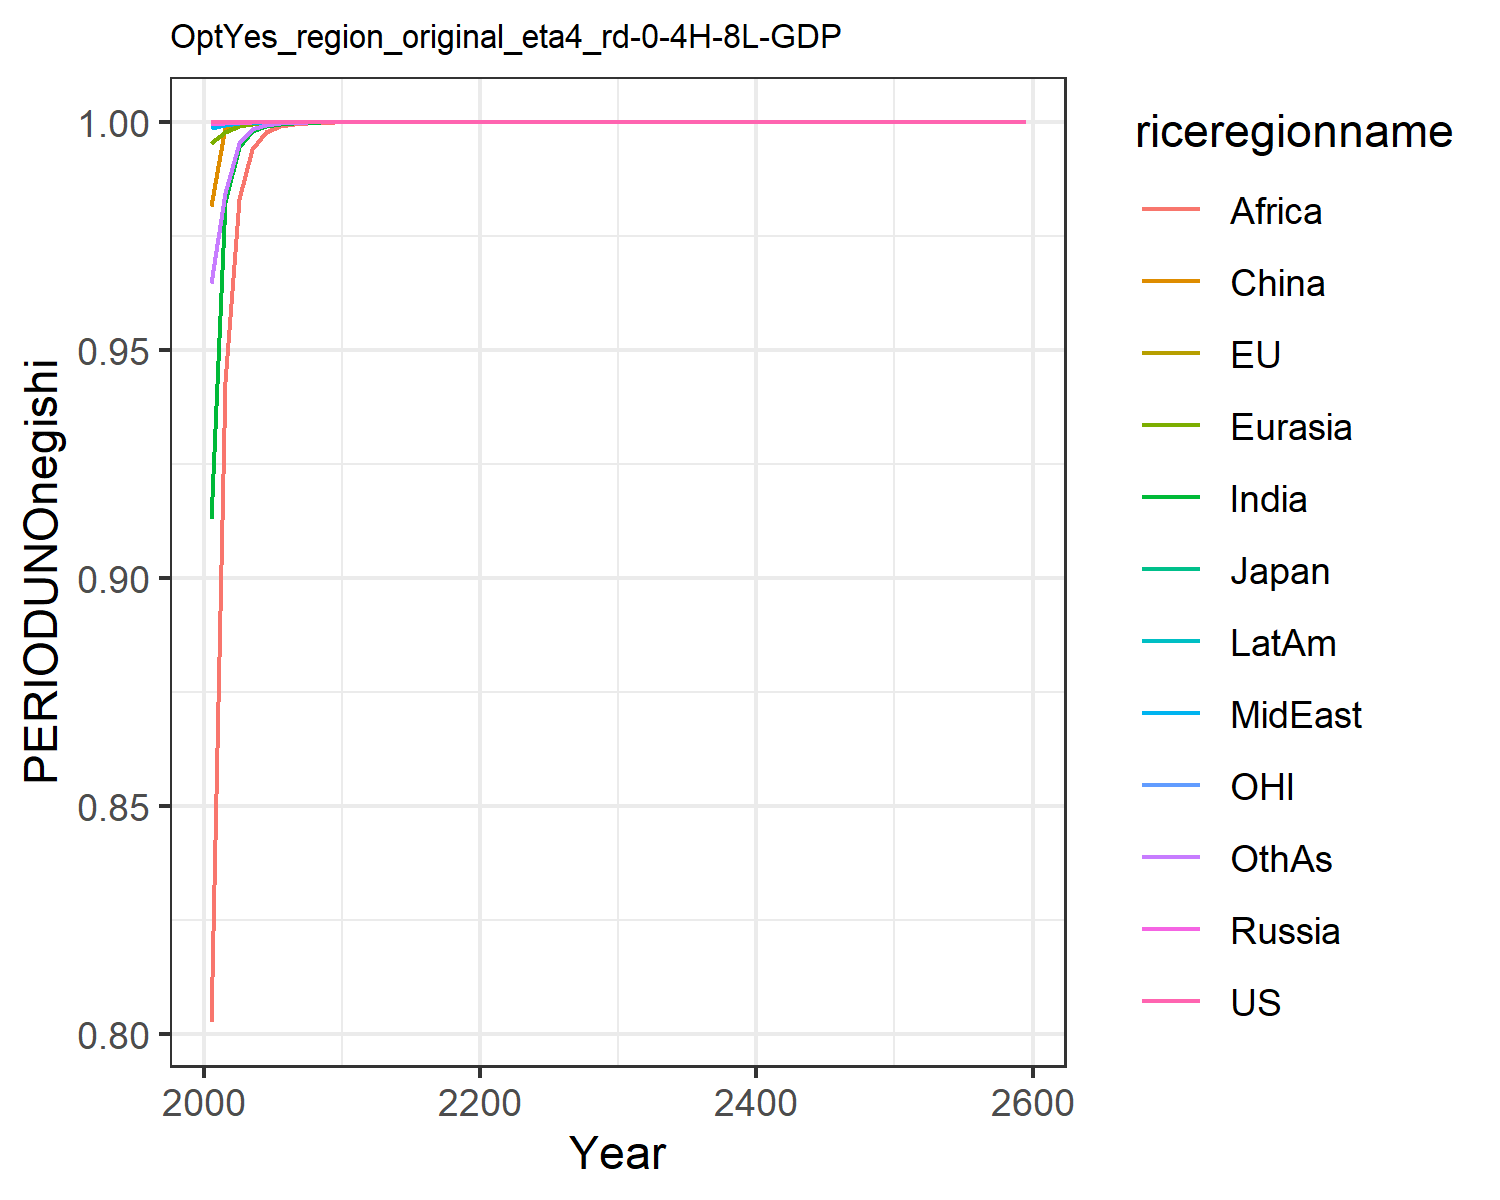 OptYes_region_original_eta4_rd-0-4H-8L-GDP
PERIODUNOnegishi
1.00
0.95
0.90
0.85
0.80
2000
2200
2400
2600
Year
riceregionname
Africa
China
EU
Eurasia
India
Japan
LatAm
MidEast
OHI
OthAs
Russia
US